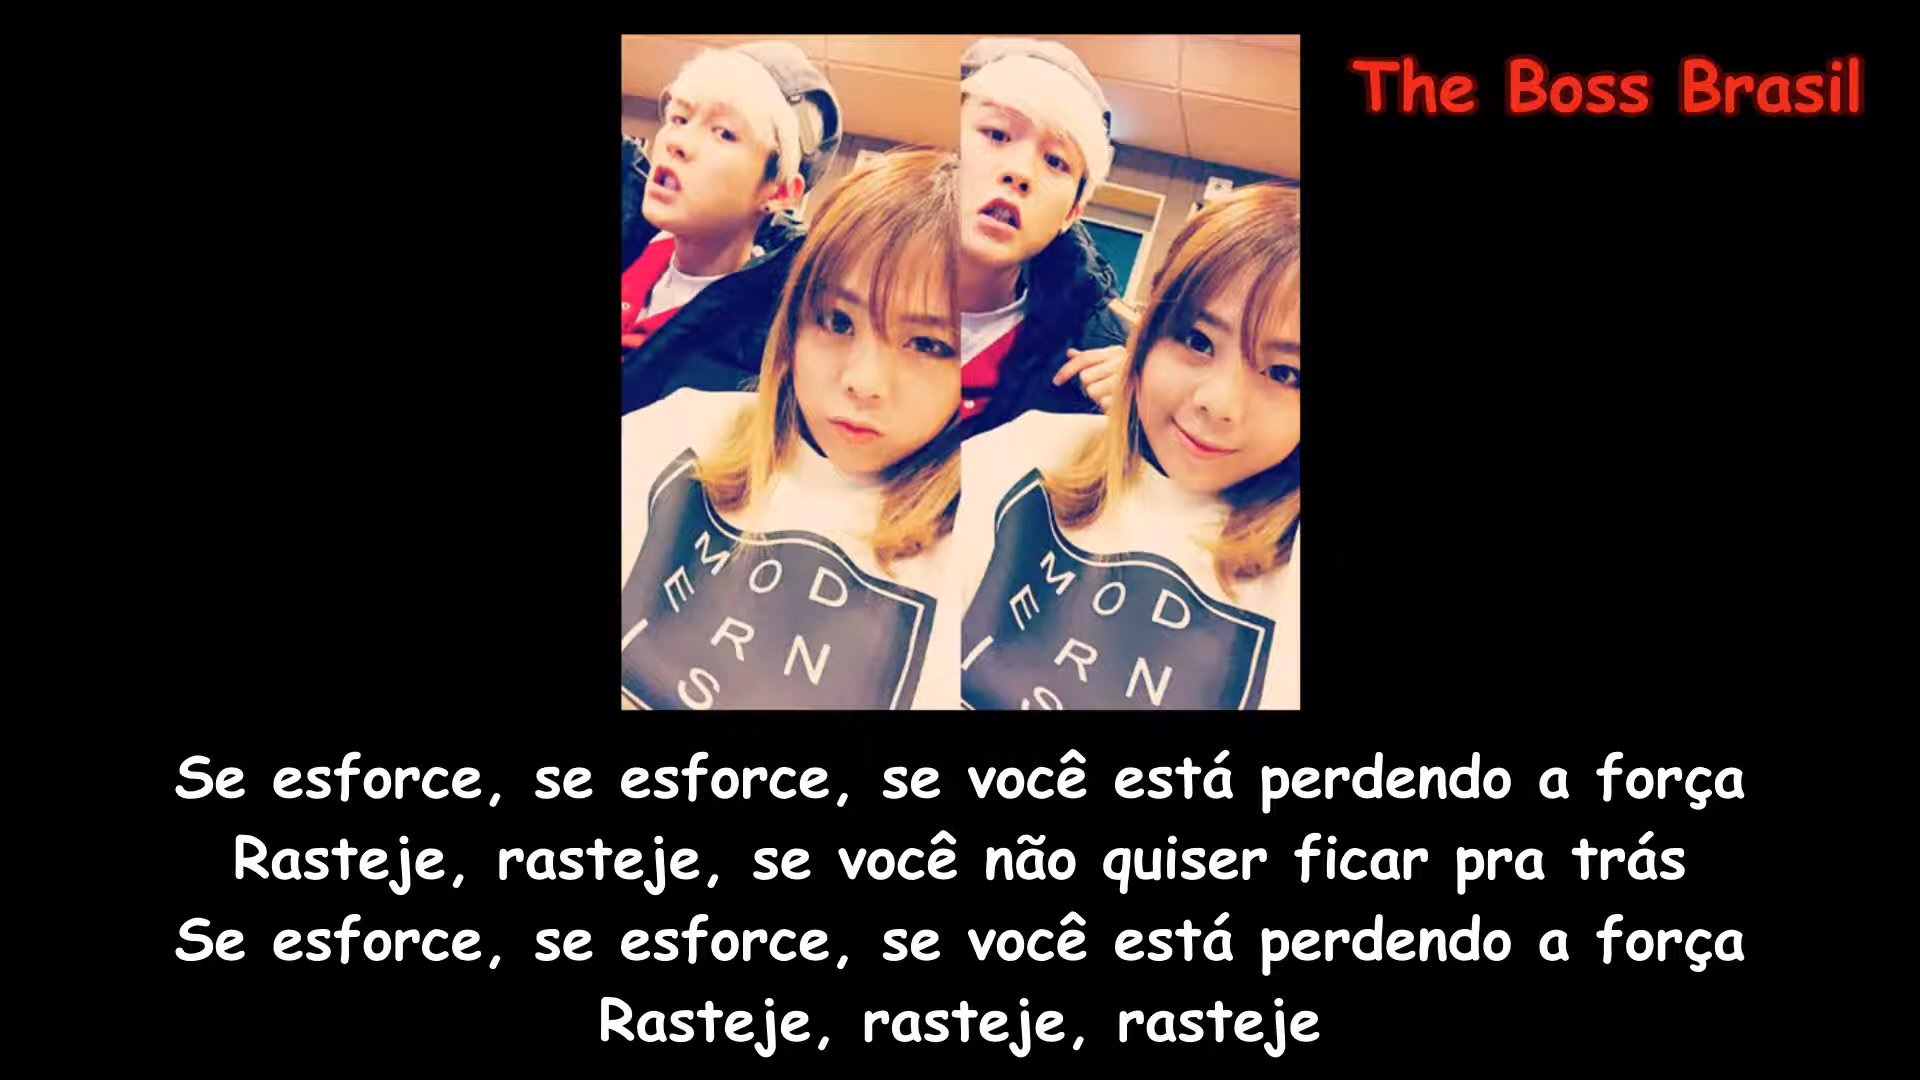 The Boss Brasil
M O D
E R N
I S
M O D
E R N
I S
Se esforce, se esforce, se você está perdendo a força
Rasteje, rasteje, se você não quiser ficar pra trás
Se esforce, se esforce, se você está perdendo a força
Rasteje, rasteje, rasteje